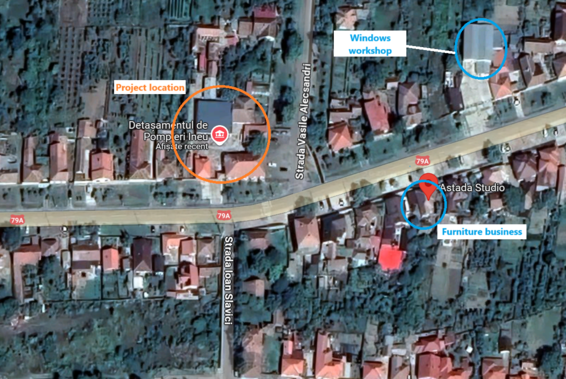 Windows
workshop
Project location
Strada Vasile Alecsandri
Detasamentul de
Pompieri Ineu
Afișate recent
79A
Astada Studio
79A
79A
Furniture business
Strada Ioan Slavici